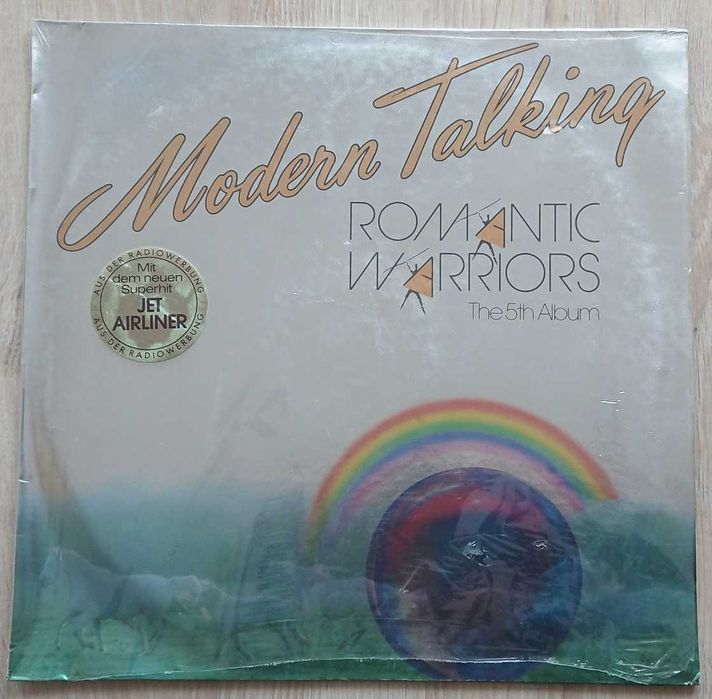 Modern Talking
ROMANTIC
WARRIORS
The 5th Album
AUS DER RADIOWERBUNG
Mit
dem neuen
Superhit
JET
AIRLINER
AUS DER RADIOWERBUNG